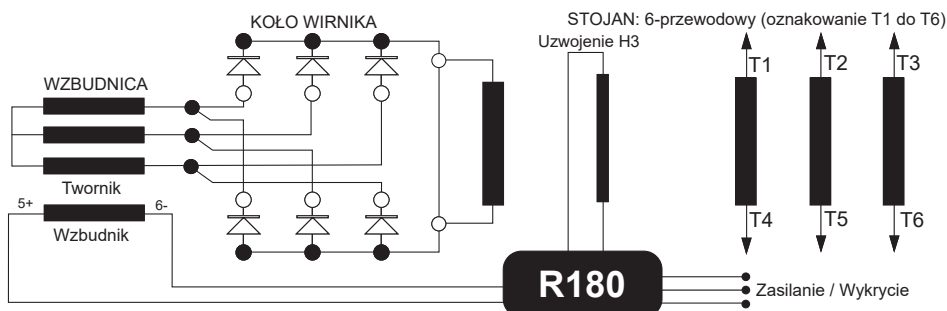 KOŁO WIRNIKA
STOJAN: 6-przewodowy (oznakowanie T1 do T6)
Uzwojenie H3
T1
T2
T3
WZBUDNICA
Twornik
5+
6-
Wzbudnik
T4
T5
T6
R180
Zasilanie / Wykrycie